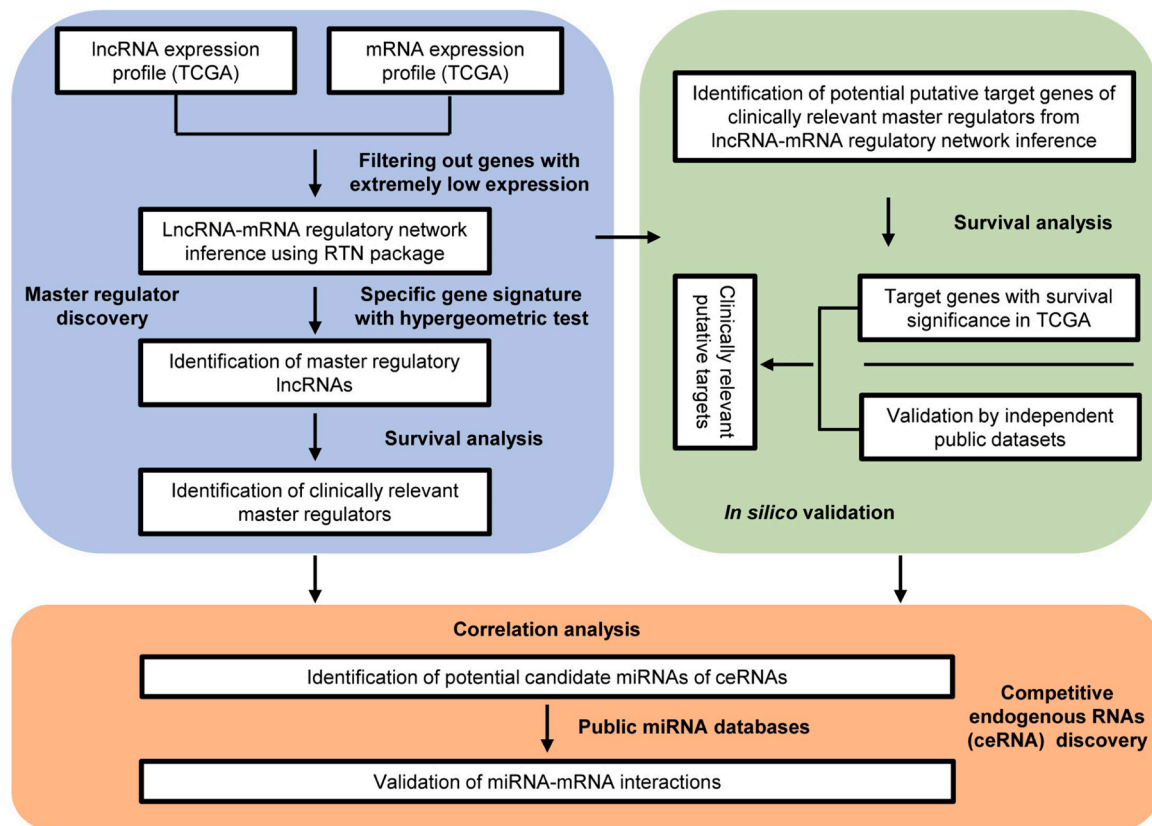 lncRNA expression
profile (TCGA)
mRNA expression
profile (TCGA)
Filtering out genes with
extremely low expression
LncRNA-mRNA regulatory network
inference using RTN package
Master regulator
discovery
Specific gene signature
with hypergeometric test
Identification of master regulatory
lncRNAs
Survival analysis
Identification of clinically relevant
master regulators
Identification of potential putative target genes of
clinically relevant master regulators from
lncRNA-mRNA regulatory network inference
Survival analysis
Target genes with survival
significance in TCGA
Clinically relevant
putative targets
Validation by independent
public datasets
In silico validation
Correlation analysis
Identification of potential candidate miRNAs of ceRNAs
Public miRNA databases
Validation of miRNA-mRNA interactions
Competitive
endogenous RNAs
(ceRNA) discovery